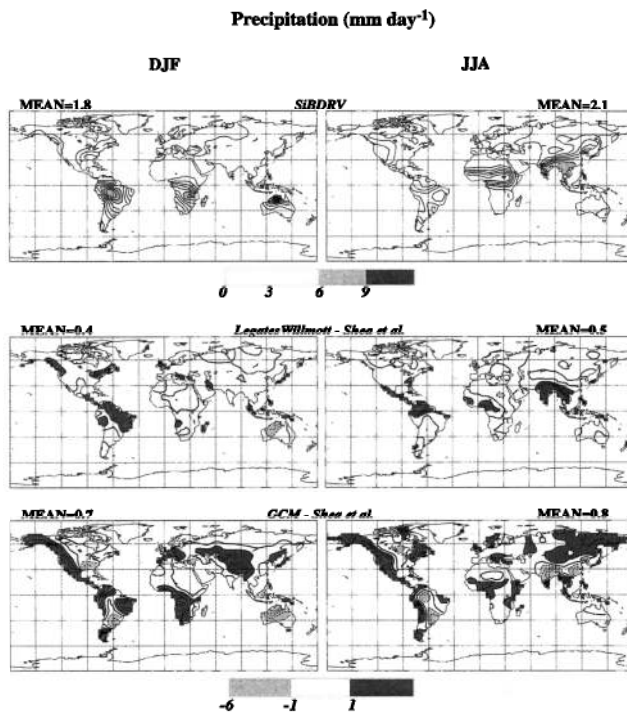 Precipitation (mm day-1)
DJF JJA
MEAN=1.8 SiBDRV MEAN=2.1
0 3 6 9
MEAN=0.4 LegatesWillmott - Shea et al. MEAN=0.5
MEAN=0.7 GCM - Shea et al. MEAN=0.8
-6 -1 1